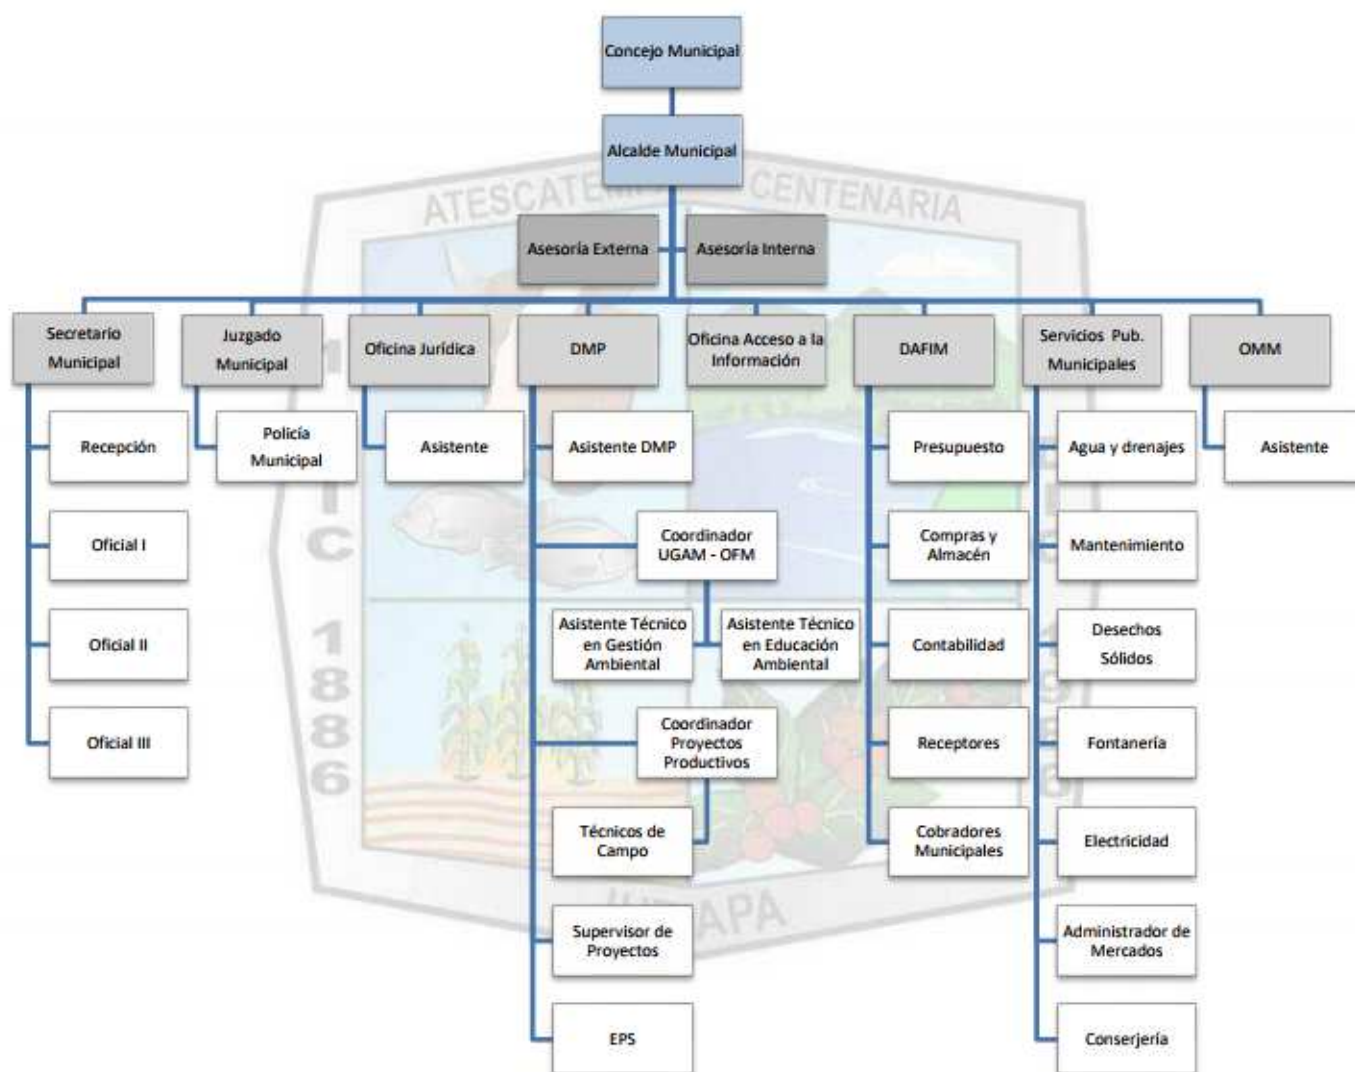 Concejo Municipal
Alcalde Municipal
ATESCATEMPA CENTENARIA
Asesoría Externa
Asesoría Interna
Secretario
Municipal
Juzgado
Municipal
Oficina Jurídica
DMP
Oficina Acceso a la
Información
DAFIM
Servicios Pub.
Municipales
OMM
Recepción
Policía
Municipal
Asistente
Asistente DMP
Presupuesto
Agua y drenajes
Asistente
Oficial I
Coordinador
UGAM - OFM
Compras y
Almacén
Mantenimiento
Oficial II
Asistente Técnico
en Gestión
Ambiental
Asistente Técnico
en Educación
Ambiental
Contabilidad
Desechos
Sólidos
Oficial III
Coordinador
Proyectos
Productivos
Receptores
Fontanería
1886
Técnicos de
Campo
Cobradores
Municipales
Electricidad
Supervisor de
Proyectos
Administrador de
Mercados
EPS
Conserjería